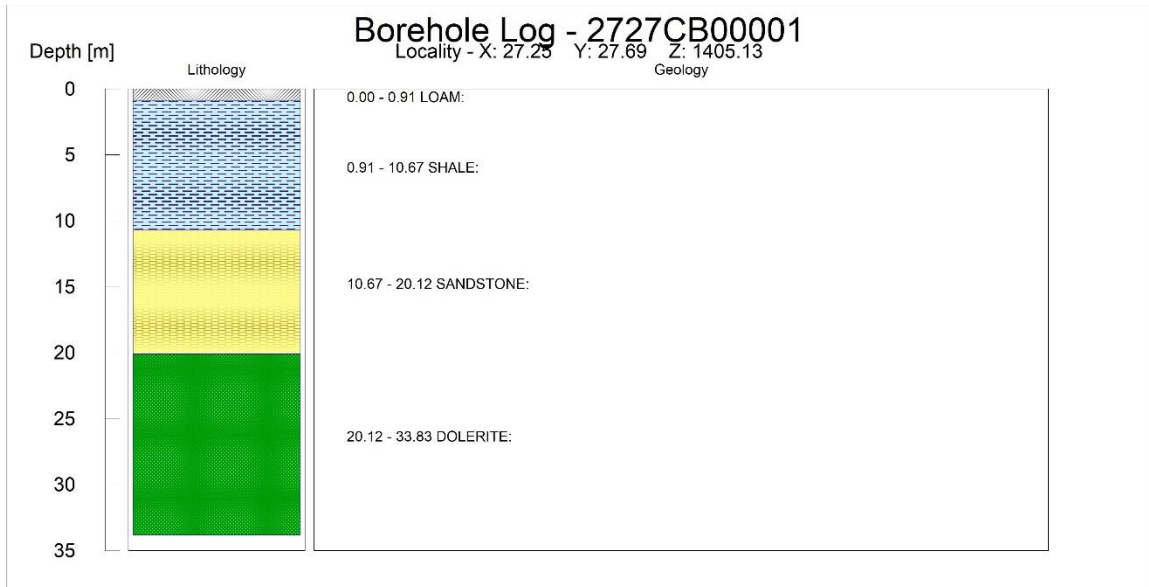 Borehole Log - 2727CB00001
Locality - X: 27.25 Y: 27.69 Z: 1405.13
Depth [m]
Lithology
Geology
0
0.00 - 0.91 LOAM:
5
0.91 - 10.67 SHALE:
10
15
10.67 - 20.12 SANDSTONE:
20
25
20.12 - 33.83 DOLERITE:
30
35